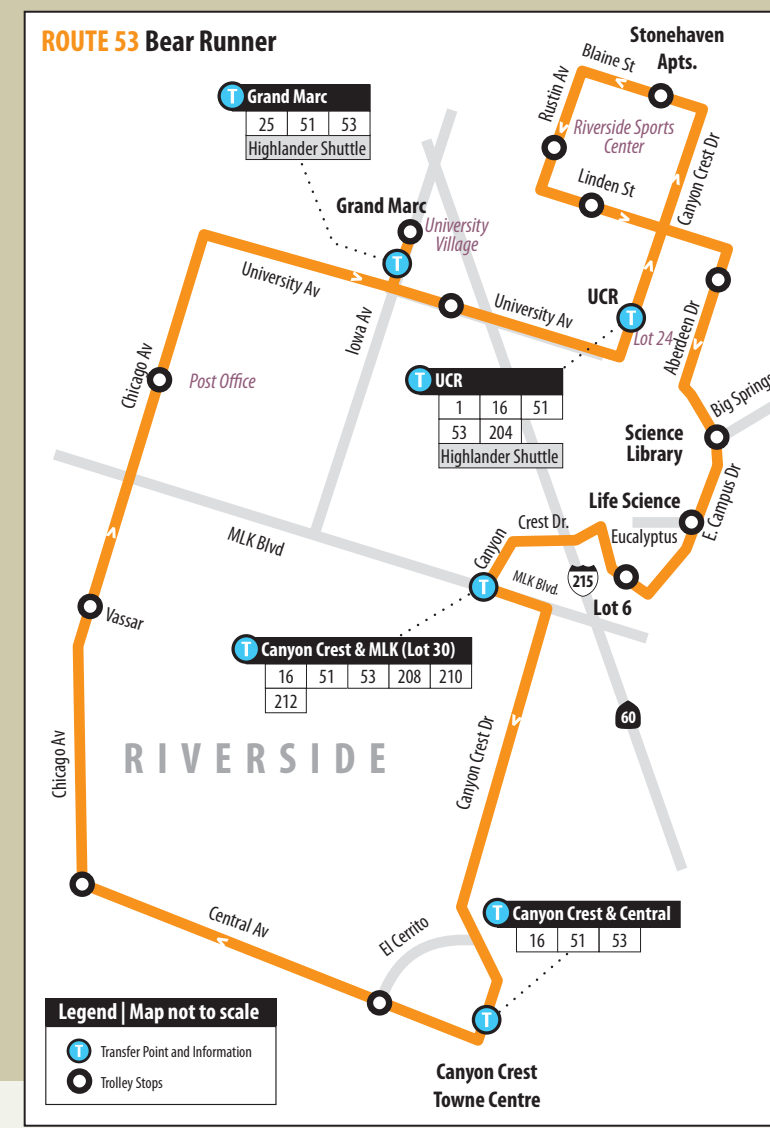 ROUTE 53 Bear Runner
Stonehaven
Apts.
Blaine St
Rustin Av
Riverside Sports
Center
Canyon Crest Dr
Linden St
T Grand Marc
25 51 53
Highlander Shuttle
Grand Marc
University
Village
University Av
Iowa Av
University Av
UCR
T
Lot 24
Aberdeen Dr
Chicago Av
Post Office
T UCR
1 16 51
53 204
Highlander Shuttle
Big Springs
Science
Library
Life Science
Eucalyptus
E. Campus Dr
Canyon
Crest Dr.
MLK Blvd
T
MLK Blvd.
215
Lot 6
Vassar
T Canyon Crest & MLK (Lot 30)
16 51 53 208 210
212
60
RIVERSIDE
Chicago Av
Canyon Crest Dr
Central Av
El Cerrito
T Canyon Crest & Central
16 51 53
T
Canyon Crest
Towne Centre
Legend | Map not to scale
T Transfer Point and Information
Trolley Stops